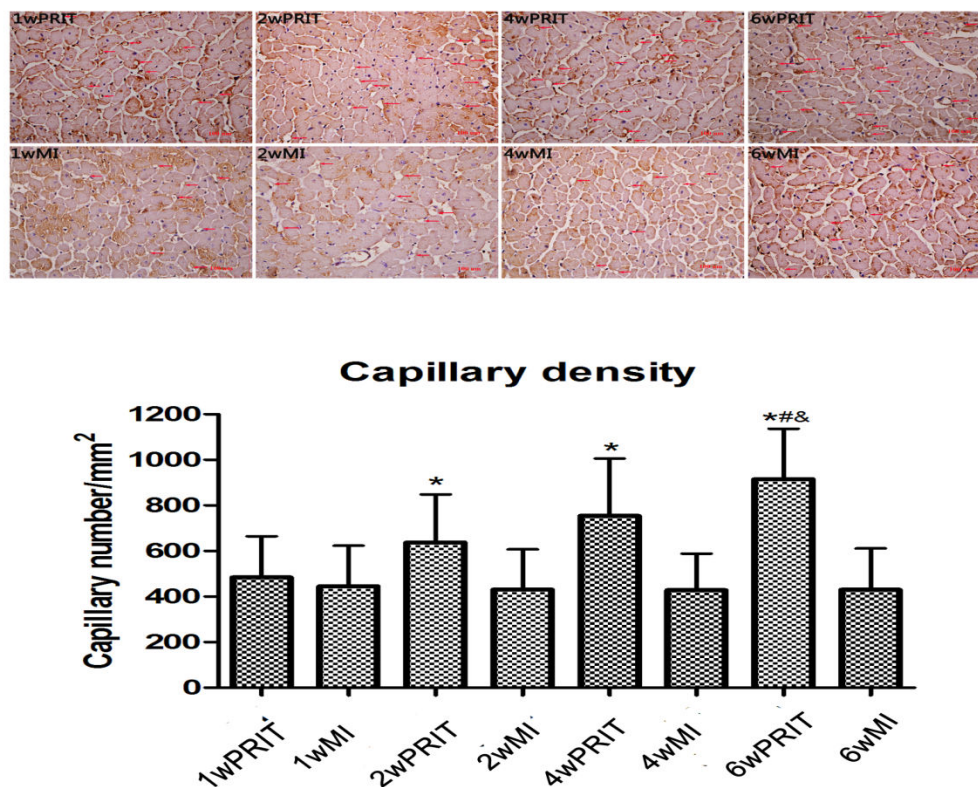 1wPRIT 2wPRIT 4wPRIT 6wPRIT
1wMI 2wMI 4wMI 6wMI
Capillary density
Capillary number/mm²
1200
1000
800
600
400
200
0
* * *#&
1wPRIT 1wMI 2wPRIT 2wMI 4wPRIT 4wMI 6wPRIT 6wMI